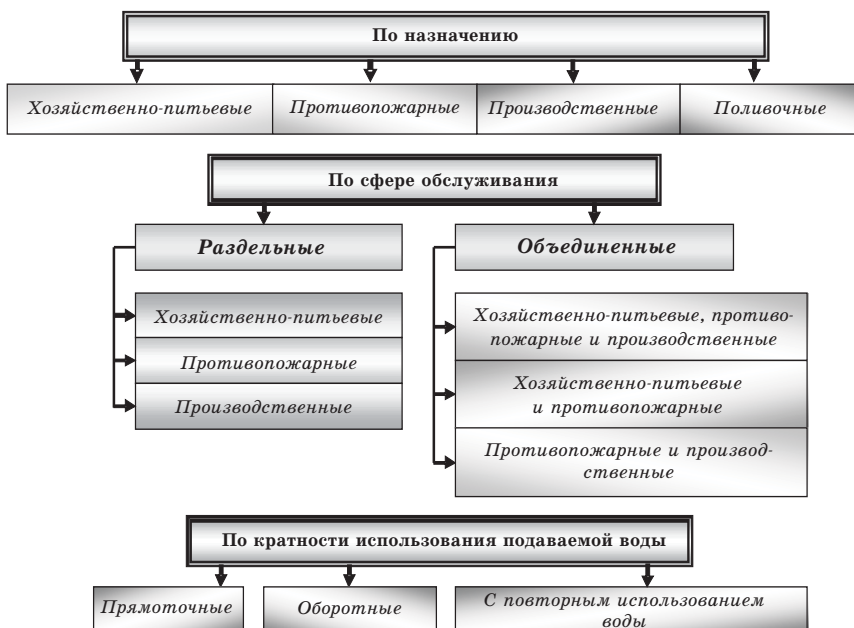 По назначению
Хозяйственно-питьевые
Противопожарные
Производственные
Поливочные
По сфере обслуживания
Раздельные
Хозяйственно-питьевые
Противопожарные
Производственные
Объединенные
Хозяйственно-питьевые, противо-
пожарные и производственные
Хозяйственно-питьевые
и противопожарные
Противопожарные и производ-
ственные
По кратности использования подаваемой воды
Прямоточные
Оборотные
С повторным использованием
воды